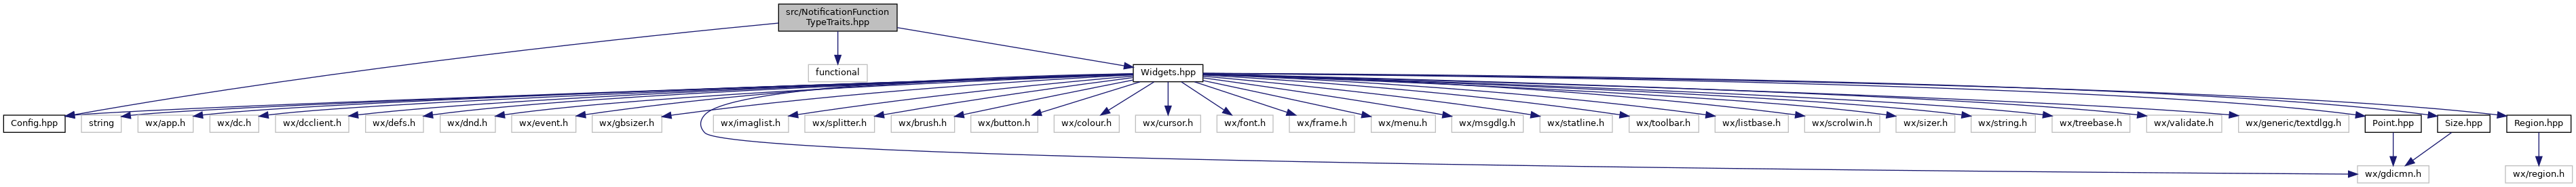 src/NotificationFunction
TypeTraits.hpp
functional
Widgets.hpp
Config.hpp
string
wx/app.h
wx/dc.h
wx/dcclient.h
wx/defs.h
wx/dnd.h
wx/event.h
wx/gbsizer.h
wx/imaglist.h
wx/splitter.h
wx/brush.h
wx/button.h
wx/colour.h
wx/cursor.h
wx/font.h
wx/frame.h
wx/menu.h
wx/msgdlg.h
wx/statline.h
wx/toolbar.h
wx/listbase.h
wx/scrolwin.h
wx/sizer.h
wx/string.h
wx/treebase.h
wx/validate.h
wx/generic/textdlgg.h
Point.hpp
Size.hpp
Region.hpp
wx/gdicmn.h
wx/region.h